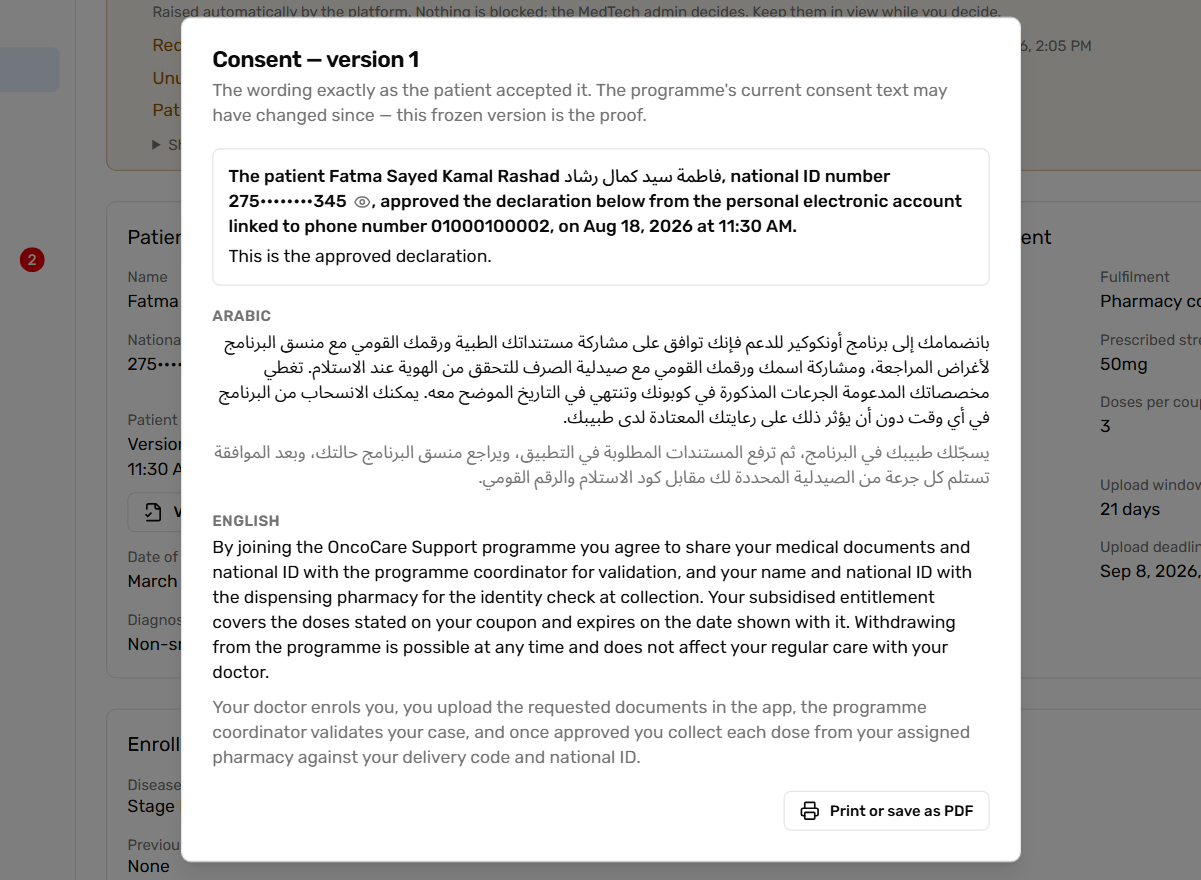 Raised automatically by the platform. Nothing is blocked: the MedTech admin decides. Keep them in view while you decide.
6, 2:05 PM
Consent — version 1
The wording exactly as the patient accepted it. The programme's current consent text may
have changed since — this frozen version is the proof.
The patient Fatma Sayed Kamal Rashad فاطمة سيد كمال رشاد, national ID number
275••••••••345 , approved the declaration below from the personal electronic account
linked to phone number 01000100002, on Aug 18, 2026 at 11:30 AM.
This is the approved declaration.
ARABIC
بانضمامك إلى برنامج أونكوكير للدعم فإنك توافق على مشاركة مستنداتك الطبية ورقمك القومي مع منسق البرنامج
لأغراض المراجعة، ومشاركة اسمك ورقمك القومي مع صيدلية الصرف للتحقق من الهوية عند الاستلام. تغطي
مخصصاتك المدعومة الجرعات المذكورة في كوبونك وتنتهي في التاريخ الموضح معه. يمكنك الانسحاب من البرنامج
في أي وقت دون أن يؤثر ذلك على رعايتك المعتادة لدى طبيبك.
يسجّلك طبيبك في البرنامج، ثم ترفع المستندات المطلوبة في التطبيق، ويراجع منسق البرنامج حالتك، وبعد الموافقة
تستلم كل جرعة من الصيدلية المحددة لك مقابل كود الاستلام والرقم القومي.
ENGLISH
By joining the OncoCare Support programme you agree to share your medical documents and
national ID with the programme coordinator for validation, and your name and national ID with
the dispensing pharmacy for the identity check at collection. Your subsidised entitlement
covers the doses stated on your coupon and expires on the date shown with it. Withdrawing
from the programme is possible at any time and does not affect your regular care with your
doctor.
Your doctor enrols you, you upload the requested documents in the app, the programme
coordinator validates your case, and once approved you collect each dose from your assigned
pharmacy against your delivery code and national ID.
Print or save as PDF
2
Name
Fatma
275••••
Patient
11:30 A
Date of
March
Disease
Stage
None
Fulfilment
Pharmacy
50mg
Doses per
3
Upload
21 days
Upload
Sep 8, 2026,